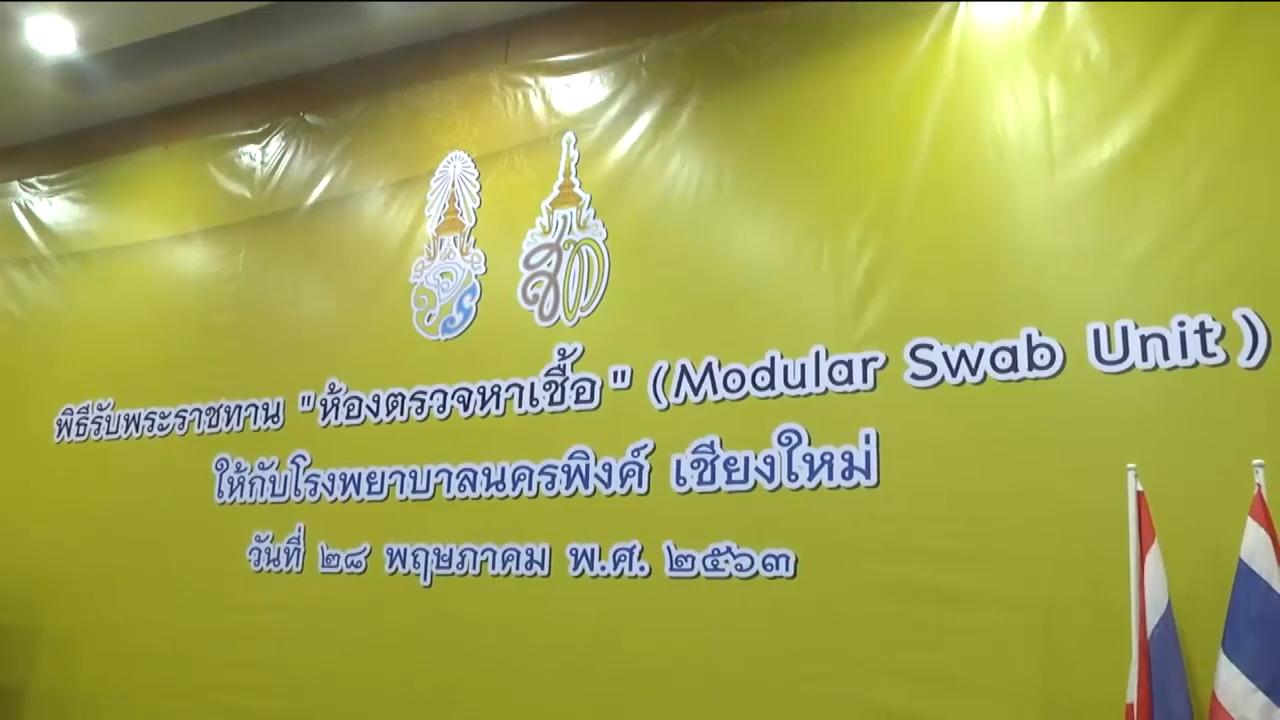 พิธีรับพระราชทาน "ห้องตรวจหาเชื้อ" (Modular Swab Unit)
ให้กับโรงพยาบาลนครพิงค์ เชียงใหม่
วันที่ ๒๘ พฤษภาคม พ.ศ. ๒๕๖๓